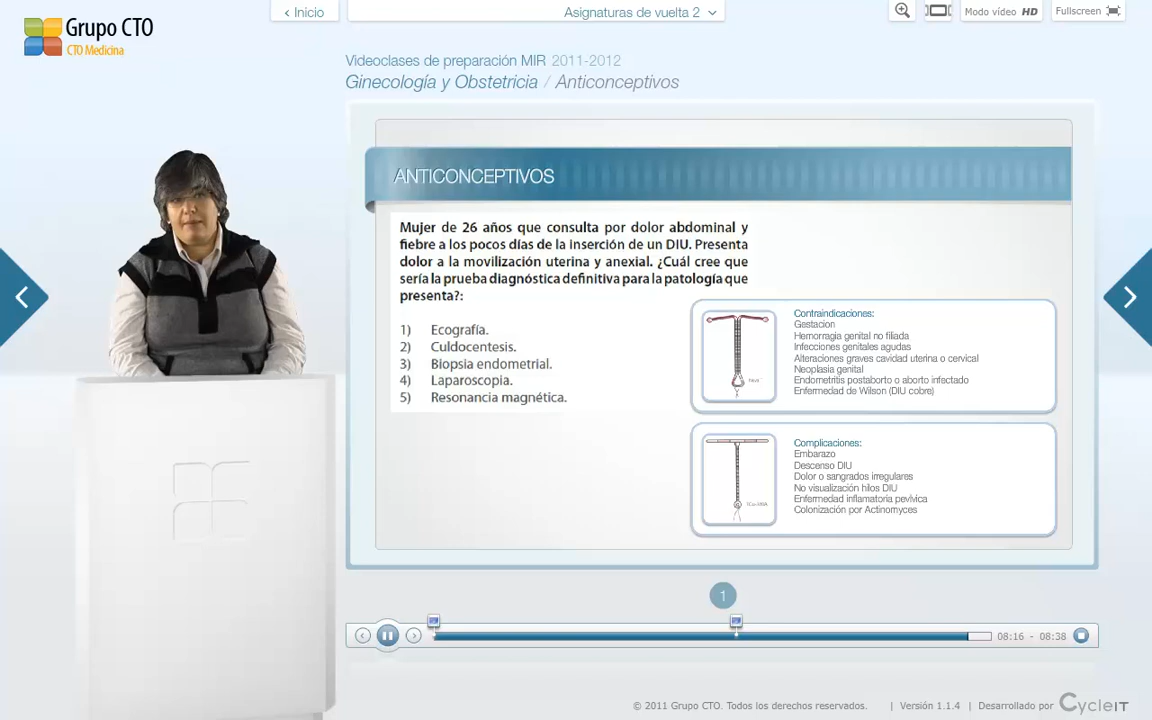 Grupo CTO
CTO Medicina
‹ Inicio
Asignaturas de vuelta 2
Modo vídeo HD
Fullscreen
Videoclases de preparación MIR 2011-2012
Ginecología y Obstetricia / Anticonceptivos
ANTICONCEPTIVOS
Mujer de 26 años que consulta por dolor abdominal y
fiebre a los pocos días de la inserción de un DIU. Presenta
dolor a la movilización uterina y anexial. ¿Cuál cree que
sería la prueba diagnóstica definitiva para la patología que
presenta?:
1) Ecografía.
2) Culdocentesis.
3) Biopsia endometrial.
4) Laparoscopia.
5) Resonancia magnética.
Contraindicaciones:
Gestacion
Hemorragia genital no filiada
Infecciones genitales agudas
Alteraciones graves cavidad uterina o cervical
Neoplasia genital
Endometritis postaborto o aborto infectado
Enfermedad de Wilson (DIU cobre)
Complicaciones:
Embarazo
Descenso DIU
Dolor o sangrados irregulares
No visualización hilos DIU
Enfermedad inflamatoria pevívica
Colonización por Actinomyces
1
08:16 - 08:38
© 2011 Grupo CTO. Todos los derechos reservados. | Versión 1.1.4 | Desarrollado por CycleIT